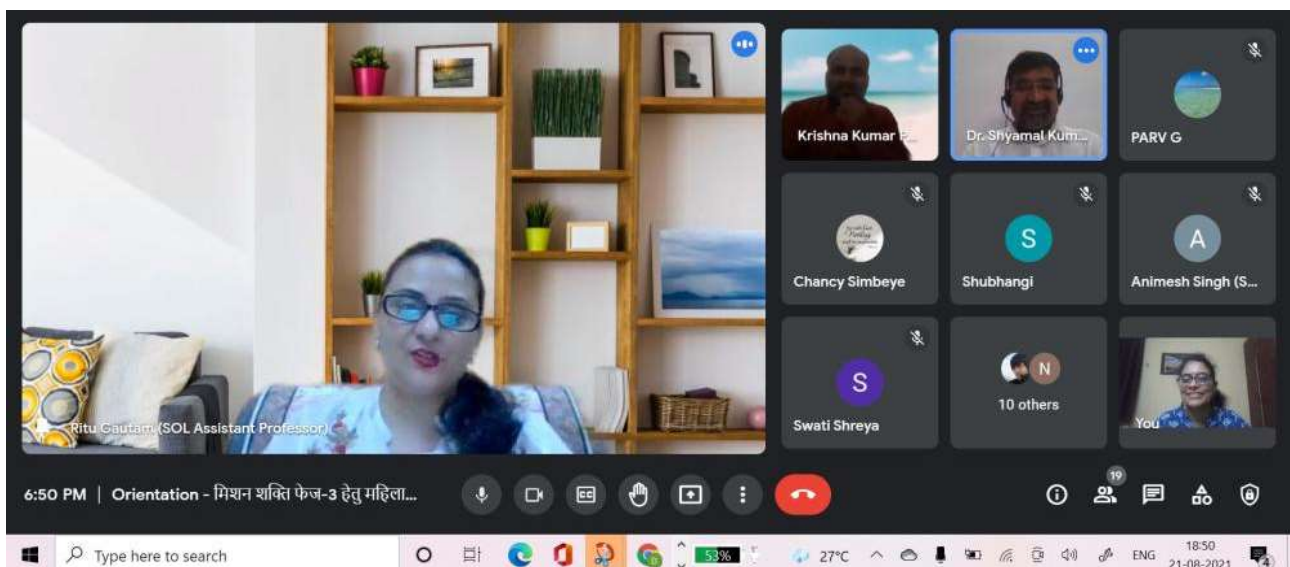 Krishna Kumar P...
Dr. Shyamal Kum...
PARV G
Chancy Simbeye
S
Shubhangi
A
Animesh Singh (S...
Ritu Gautam (SOL Assistant Professor)
S
Swati Shreya
N
10 others
You
6:50 PM | Orientation - मिशन शक्ति फेज-3 हेतु महिला...
CC
19
Type here to search
53%
27°C
ENG
18:50
21-08-2021
4